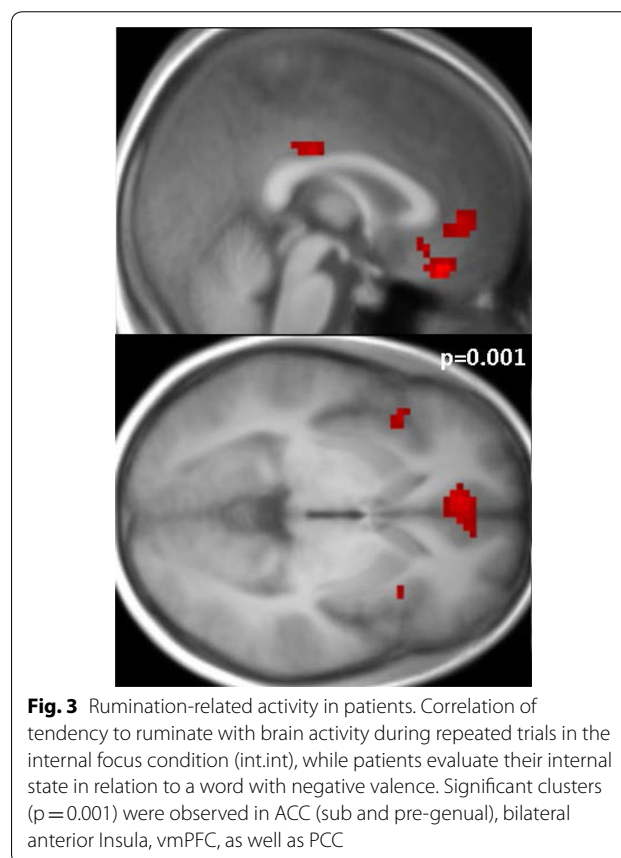 p=0.001
Fig. 3 Rumination-related activity in patients. Correlation of
tendency to ruminate with brain activity during repeated trials in the
internal focus condition (int.int), while patients evaluate their internal
state in relation to a word with negative valence. Significant clusters
(p = 0.001) were observed in ACC (sub and pre-genual), bilateral
anterior Insula, vmPFC, as well as PCC